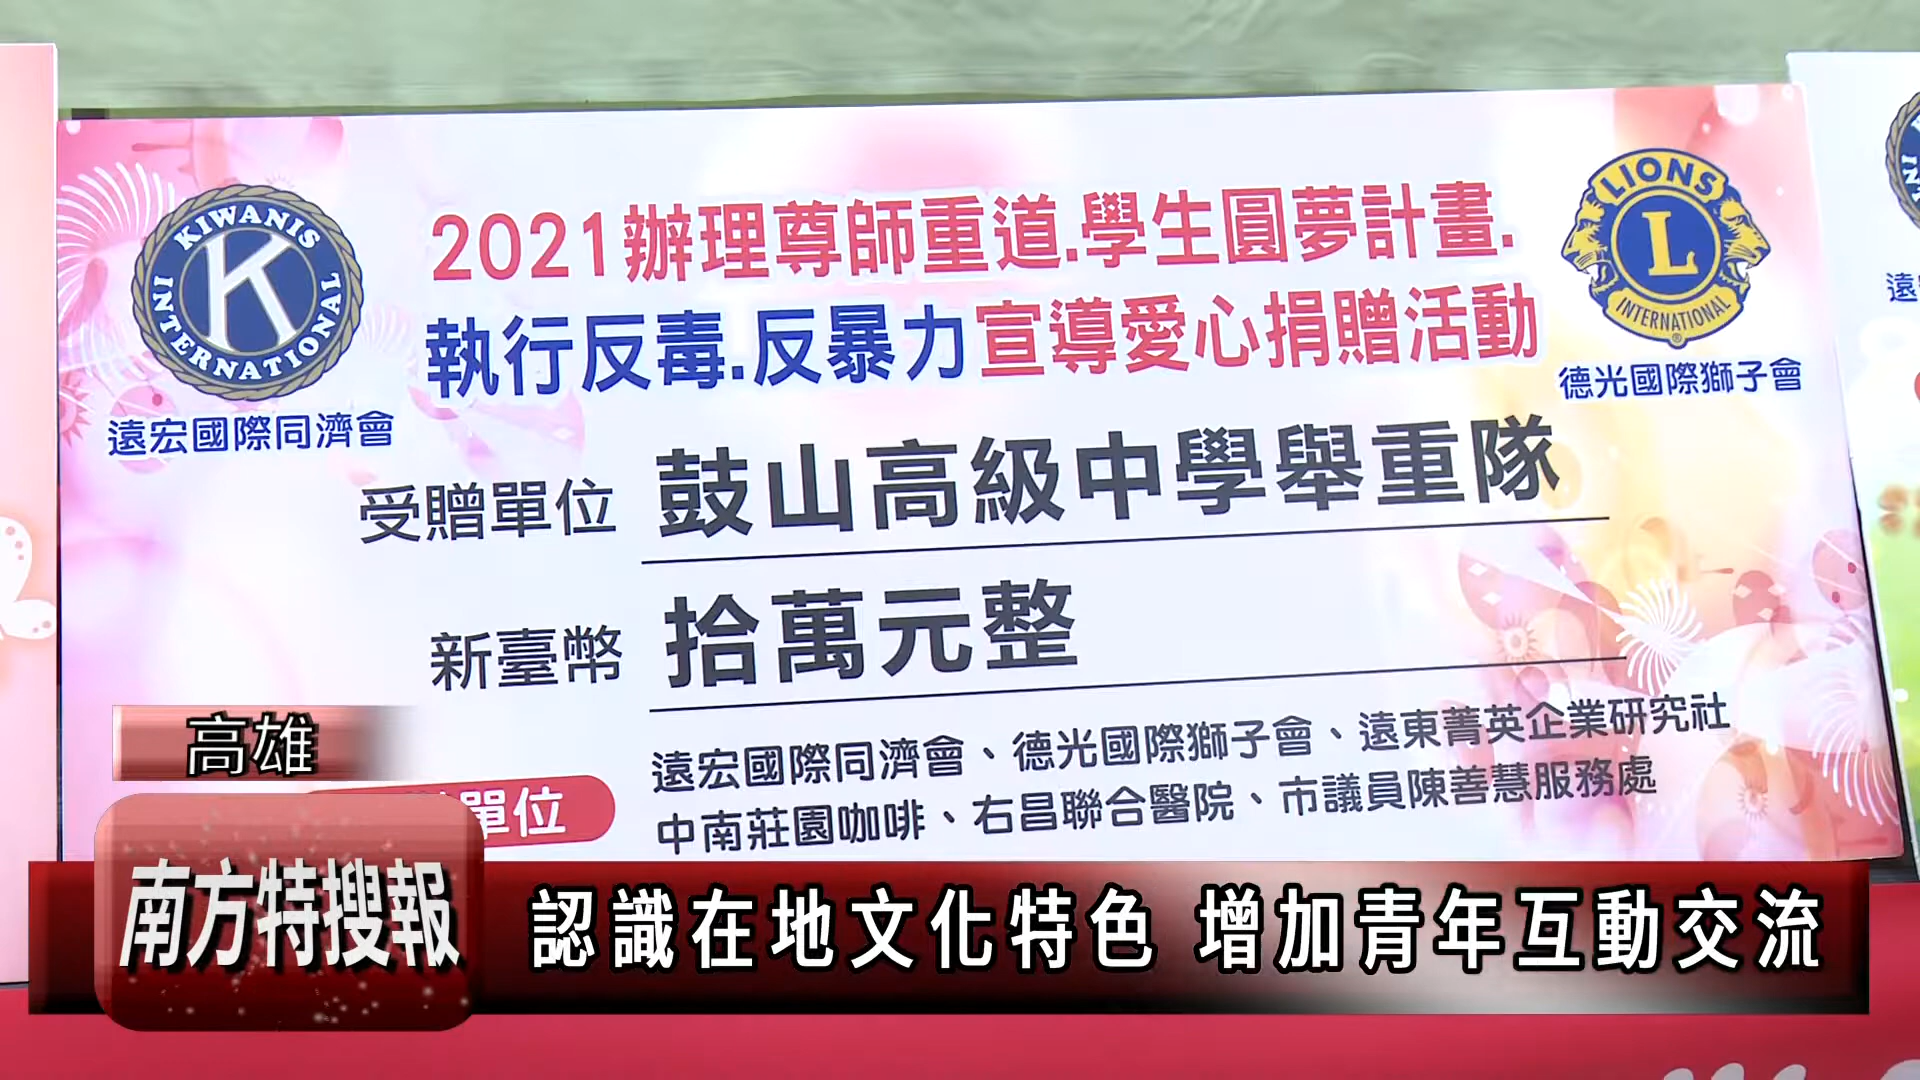 KIWANIS
K
INTERNATIONAL
遠宏國際同濟會
2021辦理尊師重道.學生圓夢計畫.
執行反毒.反暴力宣導愛心捐贈活動
LIONS
L
INTERNATIONAL
德光國際獅子會
受贈單位 鼓山高級中學舉重隊
新臺幣 拾萬元整
單位
遠宏國際同濟會、德光國際獅子會、遠東菁英企業研究社
中南莊園咖啡、右昌聯合醫院、市議員陳善慧服務處
高雄
南方特搜報
認識在地文化特色 增加青年互動交流
遠